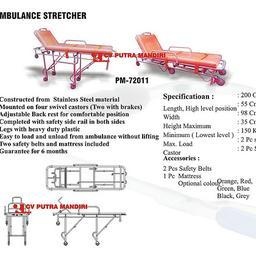 MBULANCE STRETCHER
CV PUTRA MANDIRI
CV PUTRA MANDIRI
PM-72011
Constructed from Stainless Steel material
Mounted on four swivel castors (Two with brakes)
Adjustable Back rest for comfortable position
Completed with safety side rail in both sides
Legs with heavy duty plastic
Easy to load and unload from ambulance without lifting
Two safety belts and mattress included
Guarantee for 6 months
Specification :
Length, High level position
Width
Height Maximum
Minimum ( Lowest level )
Max. Load
Castor
: 200 C
: 55 Cr
: 98 Cr
: 35 Cr
: 2 Pc s
: 2 Pc
Accessories :
2 Pcs Safety Belts
1 Pc Mattress
Optional colour
Orange, Red,
Green, Blue
Black, Grey
CV PUTRA MANDIRI